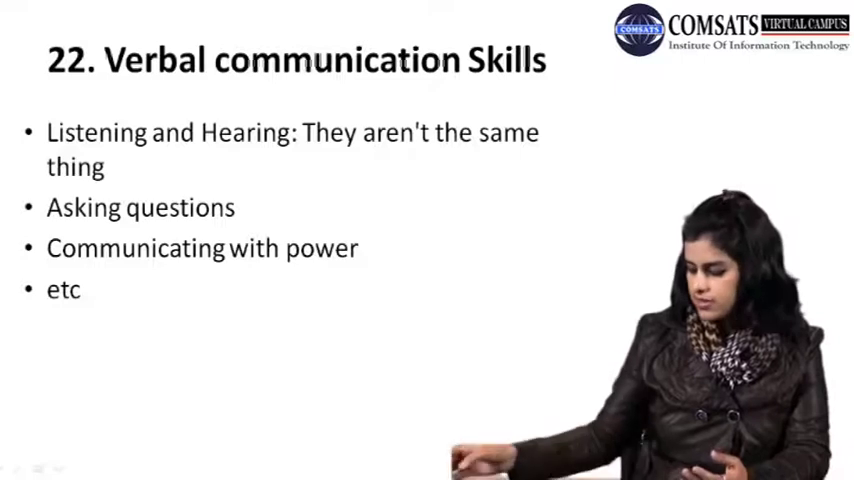 COMSATS VIRTUAL CAMPUS
COMSATS
Institute Of Information Technology
22. Verbal communication Skills
• Listening and Hearing: They aren't the same
thing
• Asking questions
• Communicating with power
• etc